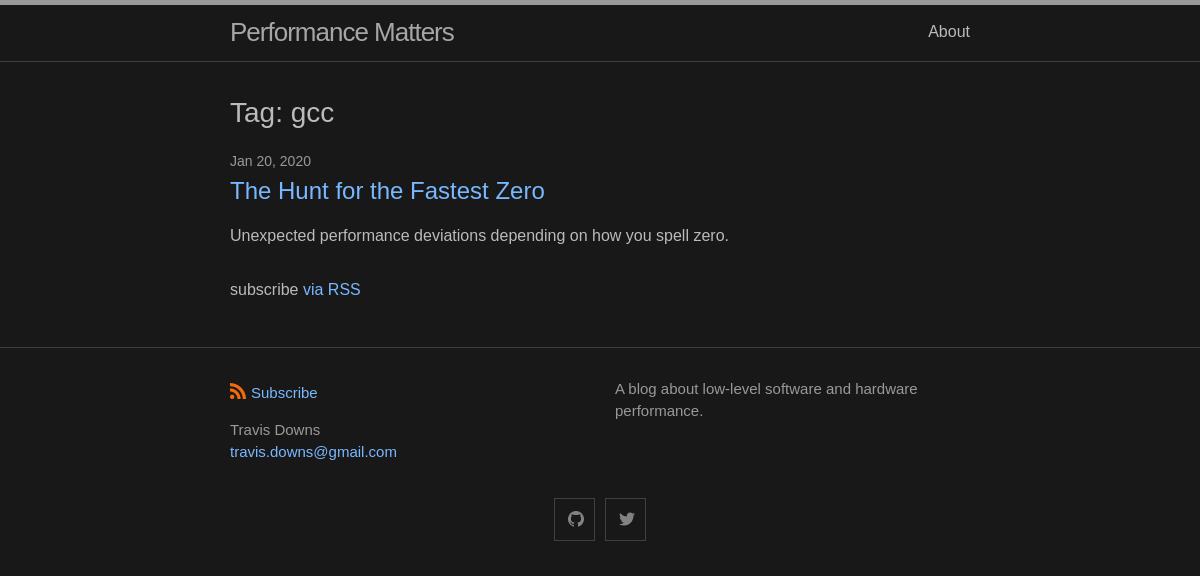 Performance Matters
About
Tag: gcc
Jan 20, 2020
The Hunt for the Fastest Zero
Unexpected performance deviations depending on how you spell zero.
subscribe via RSS
Subscribe
Travis Downs
travis.downs@gmail.com
A blog about low-level software and hardware
performance.